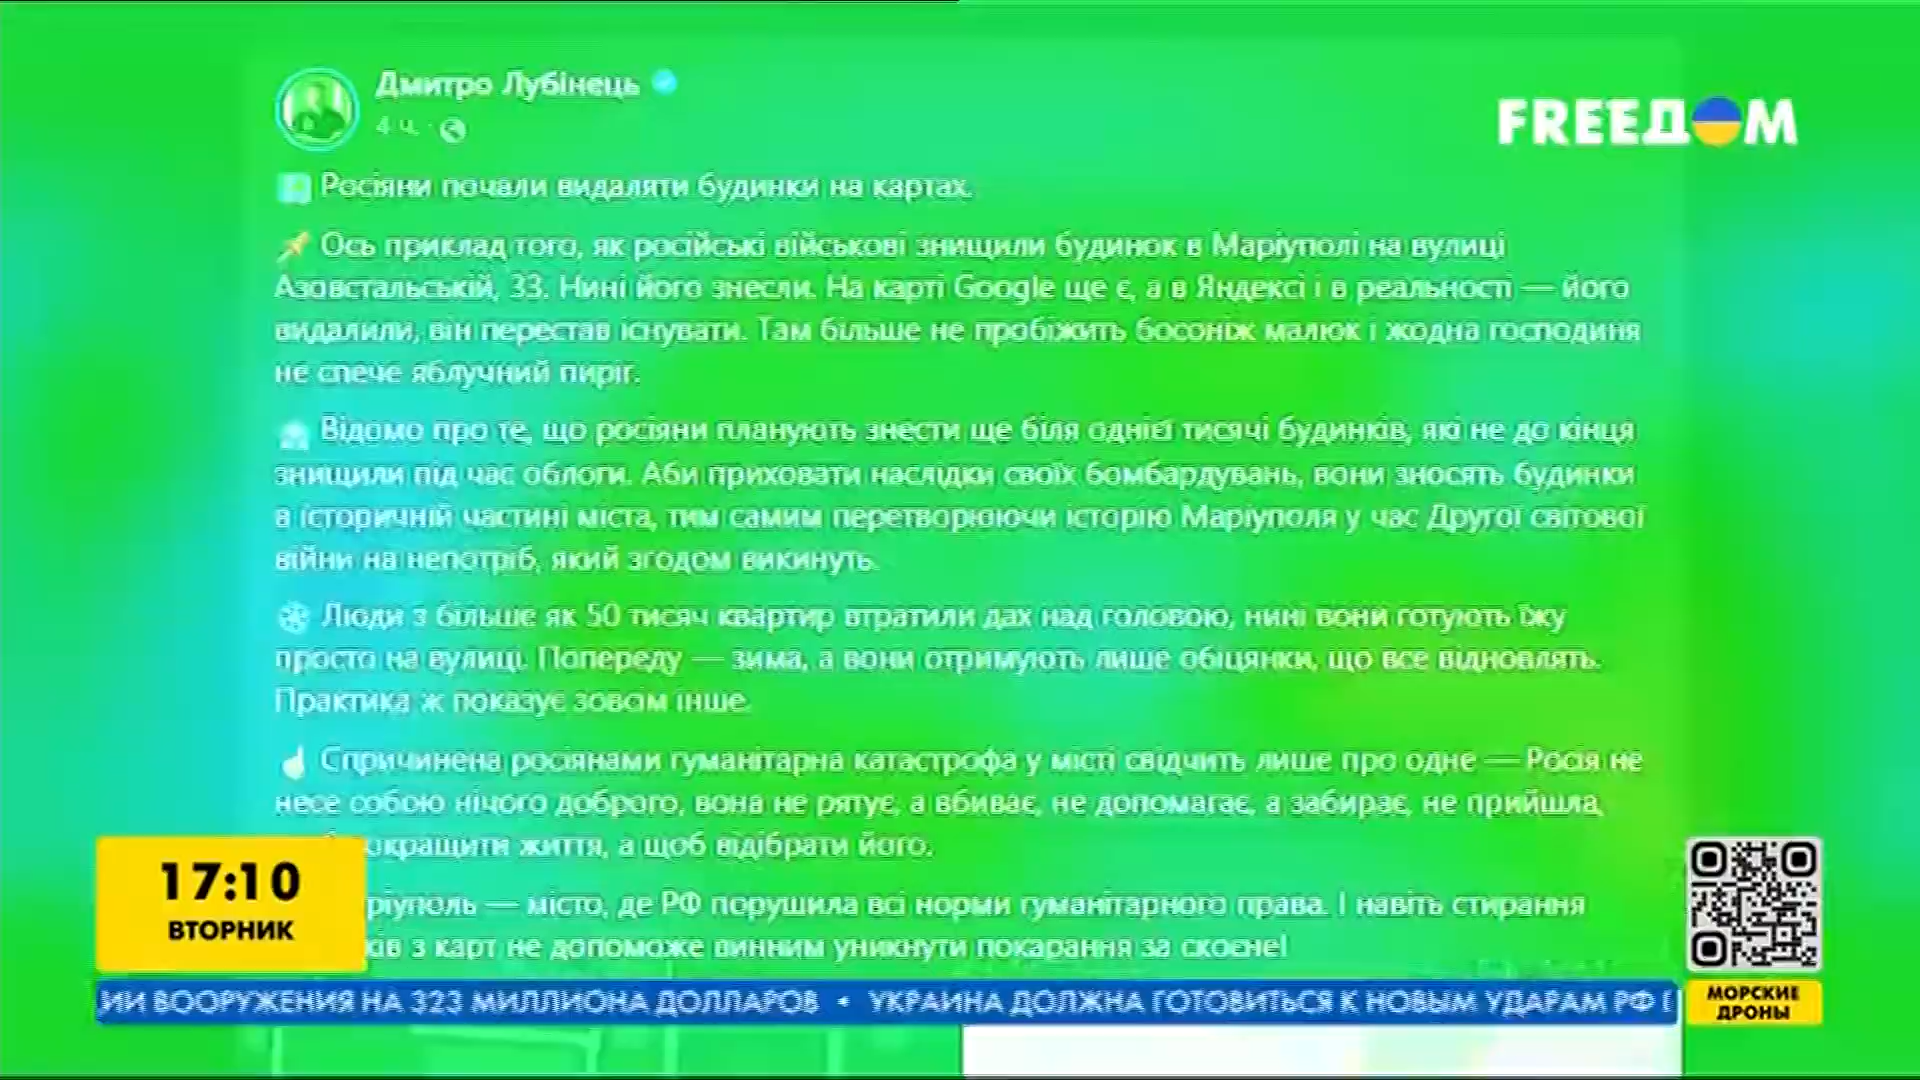 Дмитро Лубінець
4 ч.
FREEДOM
Росіяни почали видаляти будинки на картах.
Ось приклад того, як російські військові знищили будинок в Маріуполі на вулиці
Азовстальській, 33. Нині його знесли. На карті Google ще є, а в Яндексі і в реальності — його
видалили, він перестав існувати. Там більше не пробіжить босоніж малюк і жодна господиня
не спече яблучний пиріг.
Відомо про те, що росіяни планують знести ще біля однієї тисячі будинків, які не до кінця
знищили під час облоги. Аби приховати наслідки своїх бомбардувань, вони зносять будинки
в історичній частині міста, тим самим перетворюючи історію Маріуполя у час Другої світової
війни на непотріб, який згодом викинуть.
Люди з більше як 50 тисяч квартир втратили дах над головою, нині вони готують їжу
просто на вулиці. Попереду — зима, а вони отримують лише обіцянки, що все відновлять.
Практика ж показує зовсім інше.
Спричинена росіянами гуманітарна катастрофа у місті свідчить лише про одне — Росія не
несе собою нічого доброго, вона не рятує, а вбиває, не допомагає, а забирає, не прийшла,
окращити життя, а щоб відібрати його.
ріуполь — місто, де РФ порушила всі норми гуманітарного права. І навіть стирання
ків з карт не допоможе винним уникнути покарання за скоєне!
17:10
ВТОРНИК
ИИ ВООРУЖЕНИЯ НА 323 МИЛЛИОНА ДОЛЛАРОВ • УКРАИНА ДОЛЖНА ГОТОВИТЬСЯ К НОВЫМ УДАРАМ РФ
МОРСКИЕ
ДРОНЫ